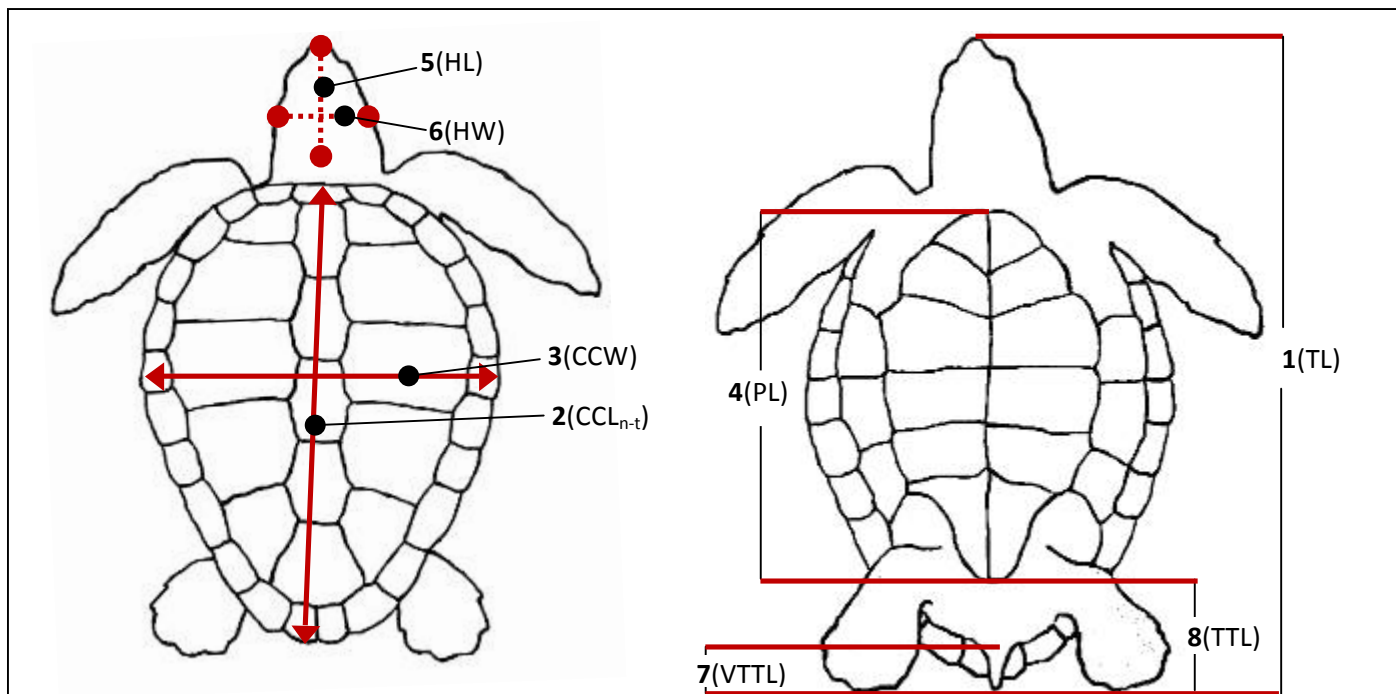 5(HL)
6(HW)
3(CCW)
2(CCLn-t)
1(TL)
4(PL)
8(TTL)
7(VTTL)